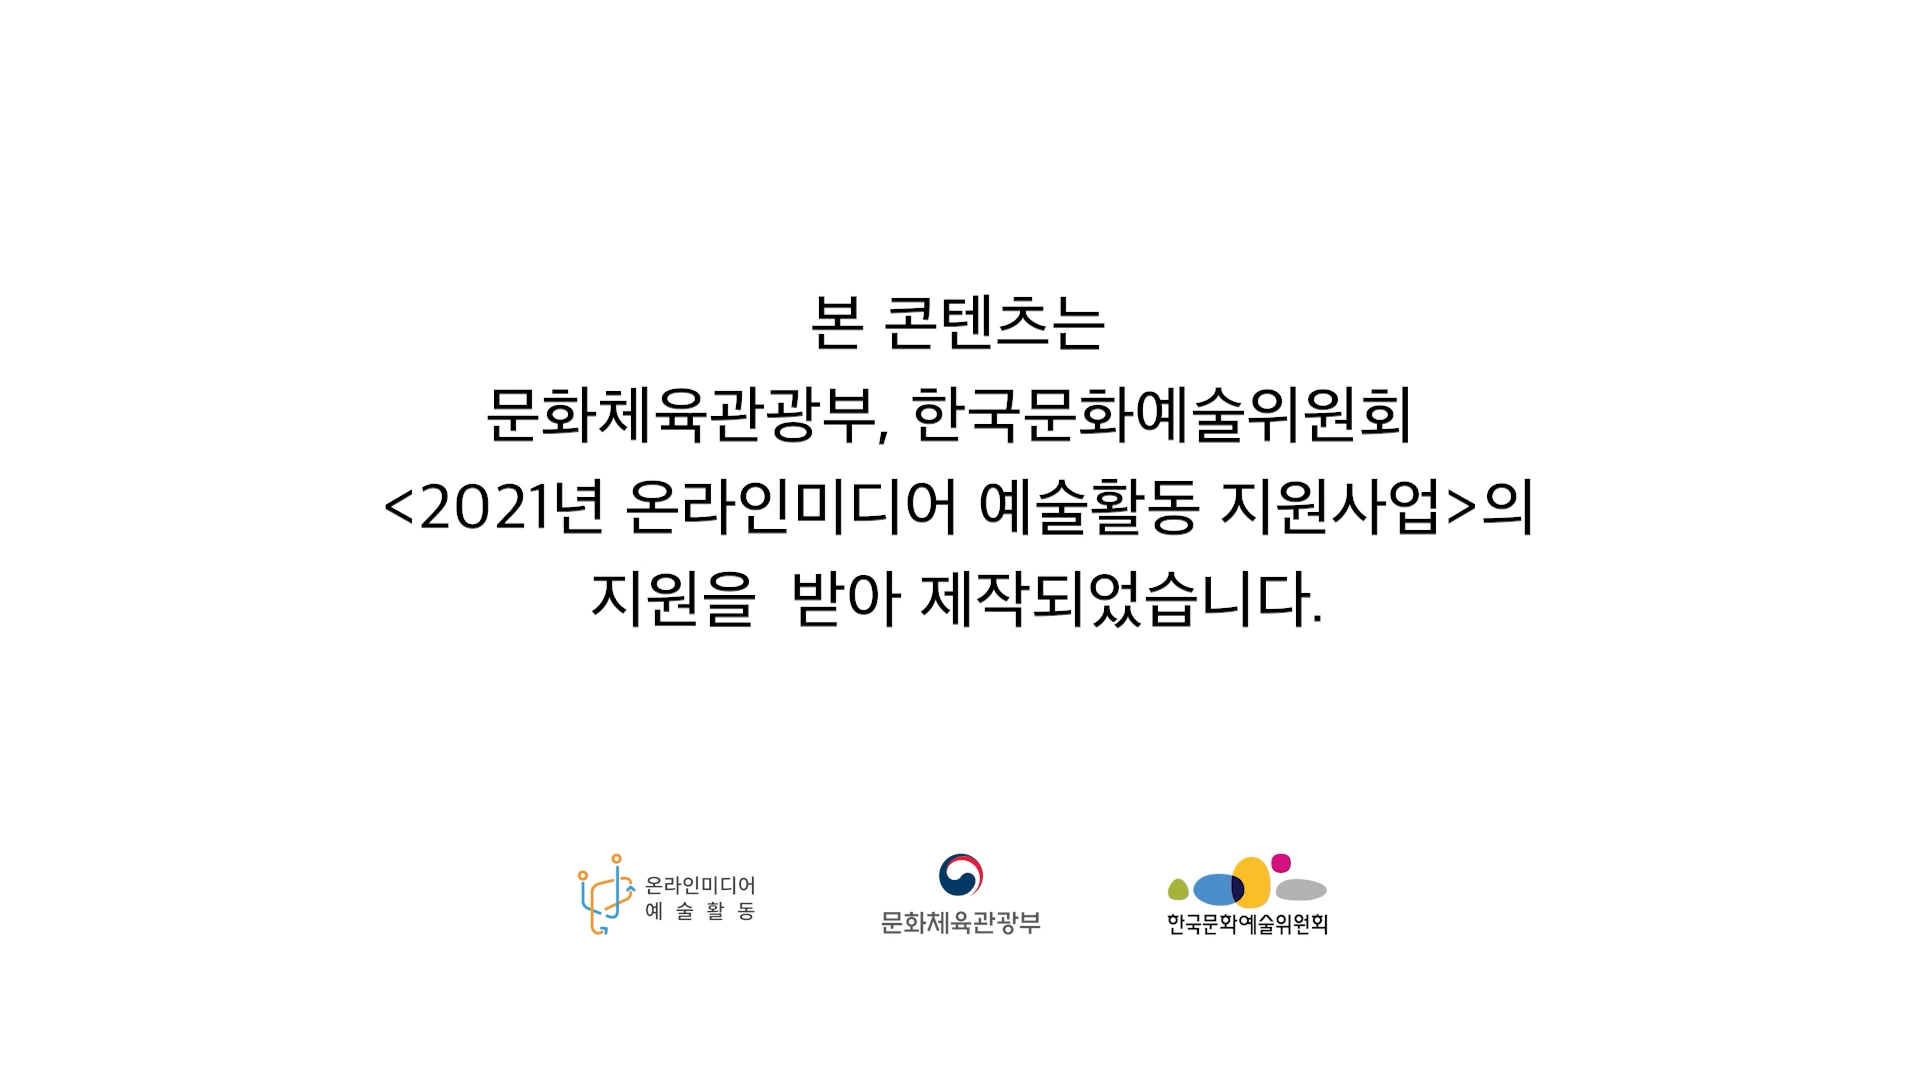 본 콘텐츠는
문화체육관광부, 한국문화예술위원회
<2021년 온라인미디어 예술활동 지원사업>의
지원을 받아 제작되었습니다.
온라인미디어
예 술 활 동
문화체육관광부
한국문화예술위원회